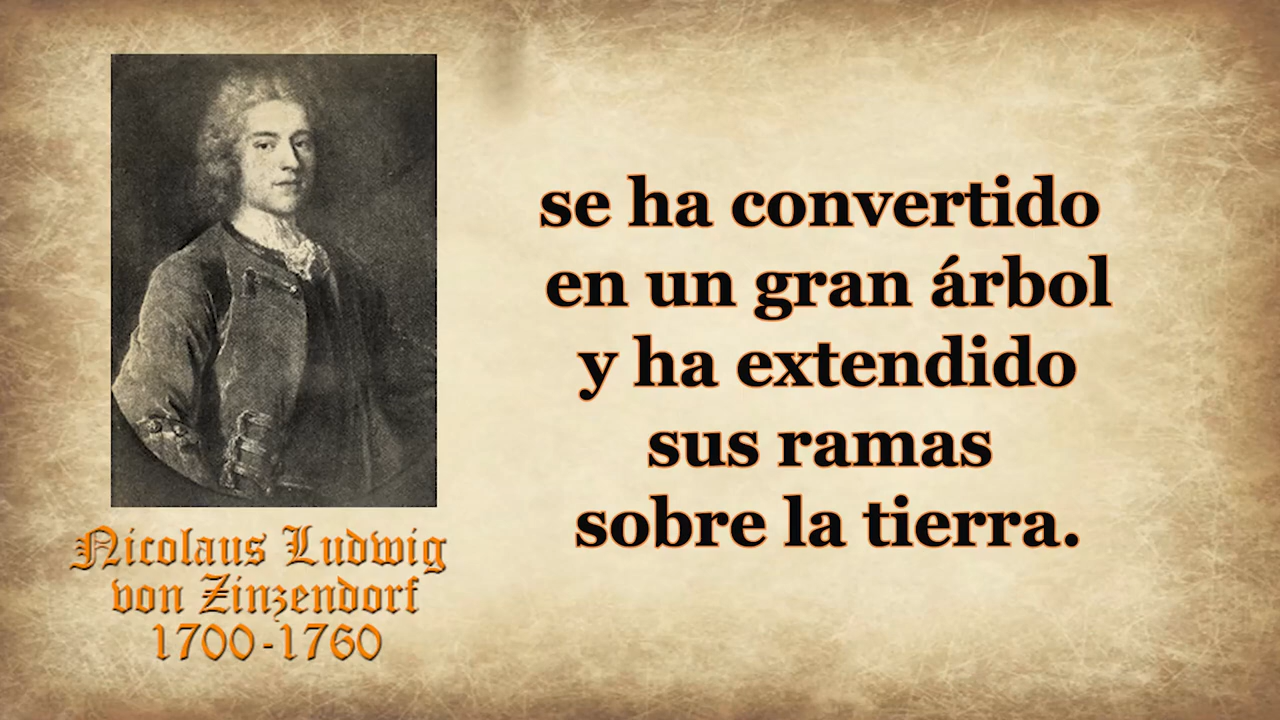 se ha convertido
en un gran árbol
y ha extendido
sus ramas
sobre la tierra.
Nicolaus Ludwig
von Zinzendorf
1700-1760